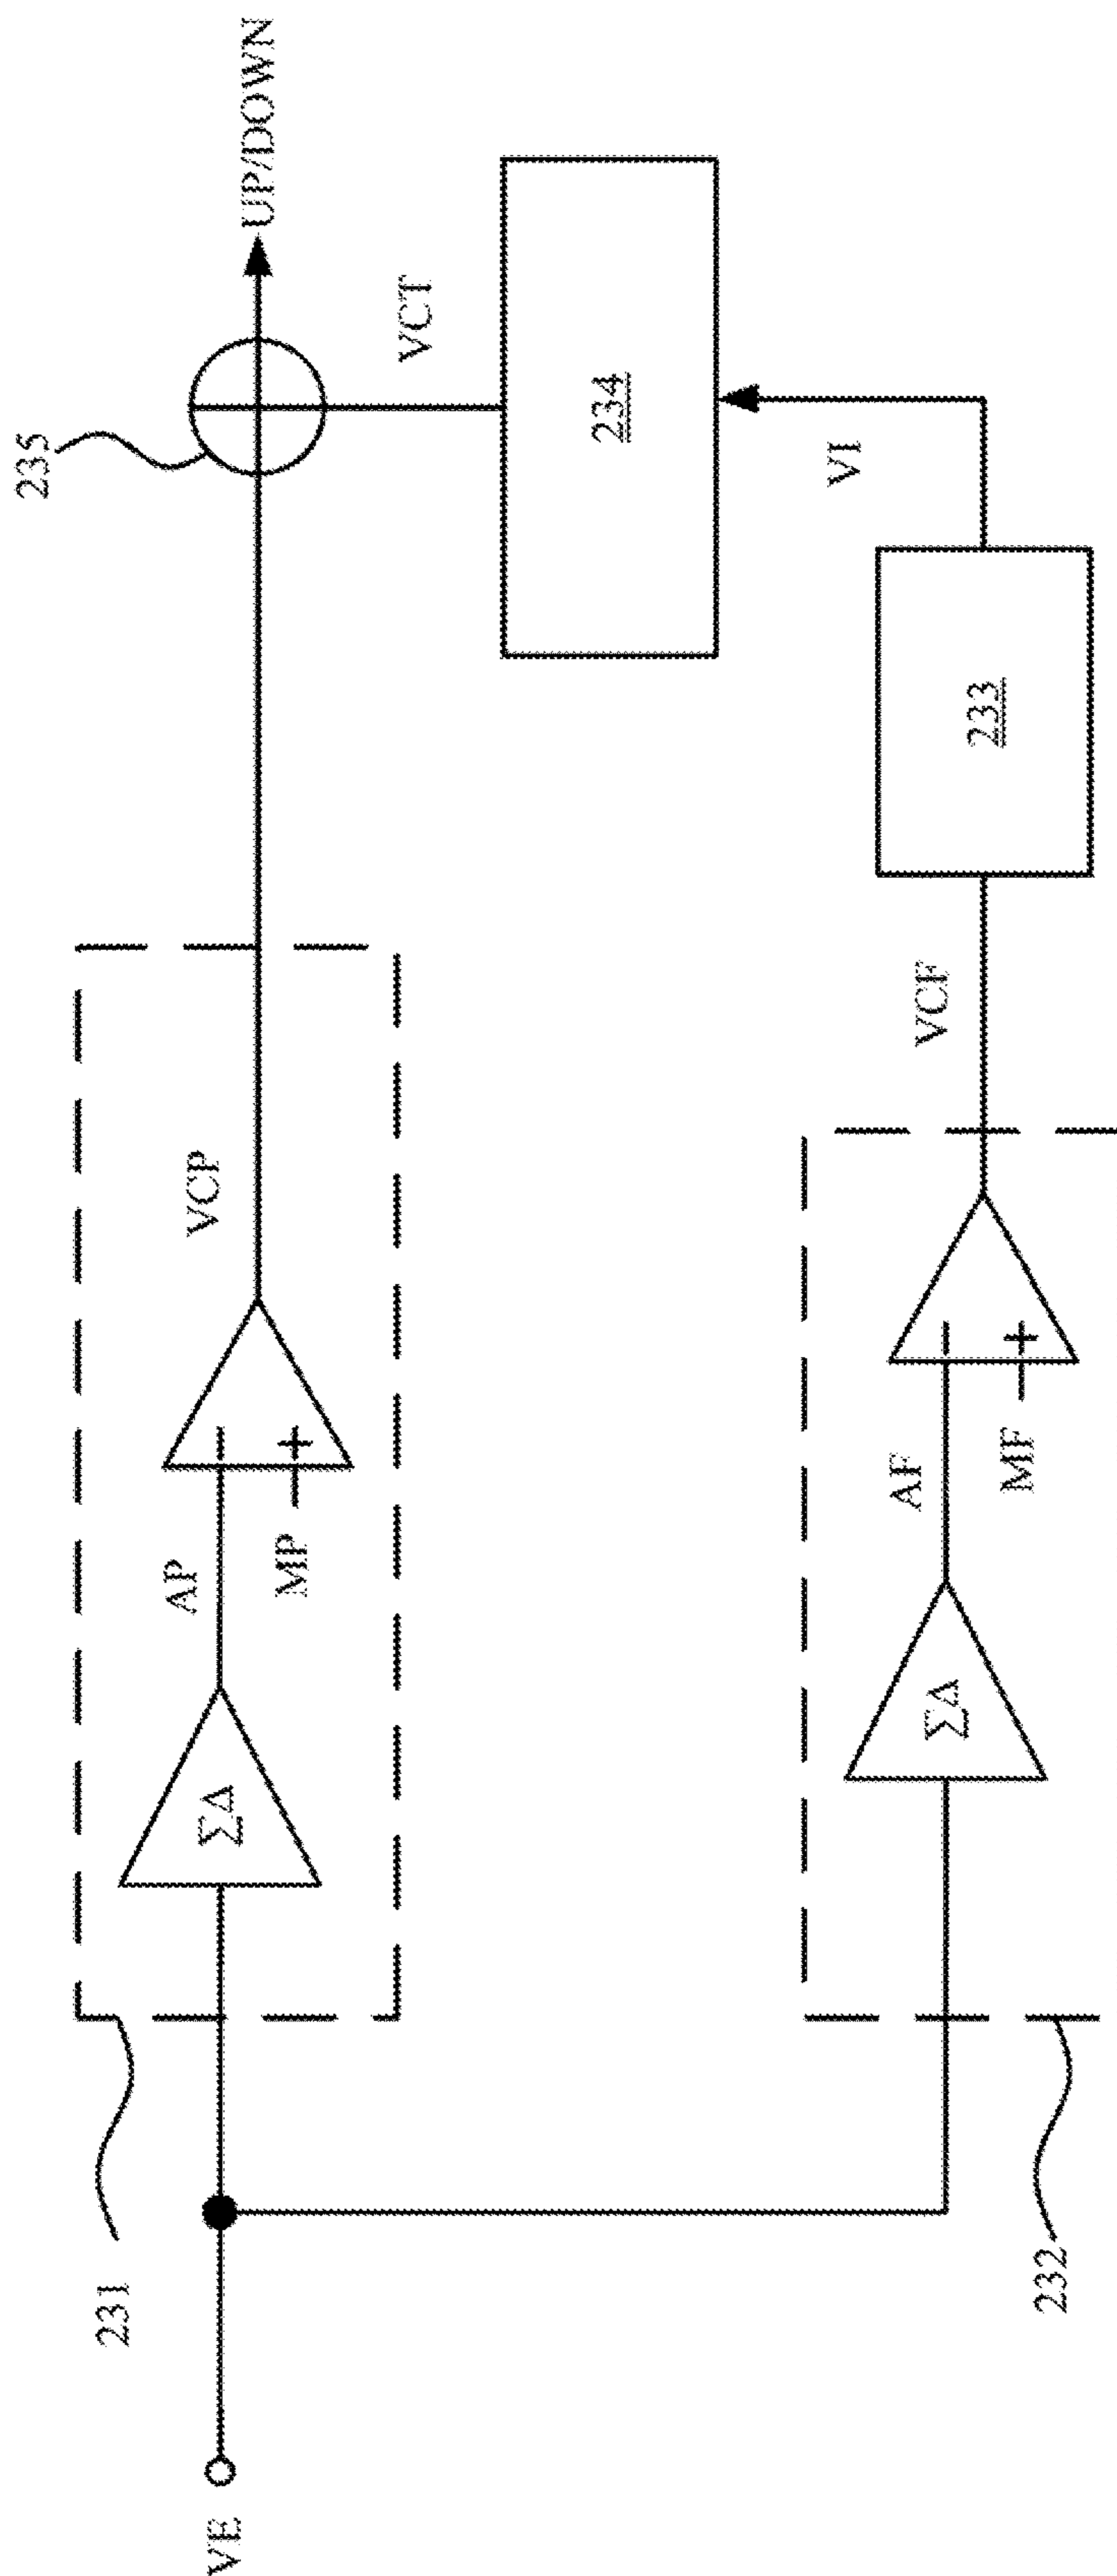 VE
231
ΣΔ
AP
MP
VCP
235
UP/DOWN
VCT
234
VI
233
VCF
232
ΣΔ
AF
MF